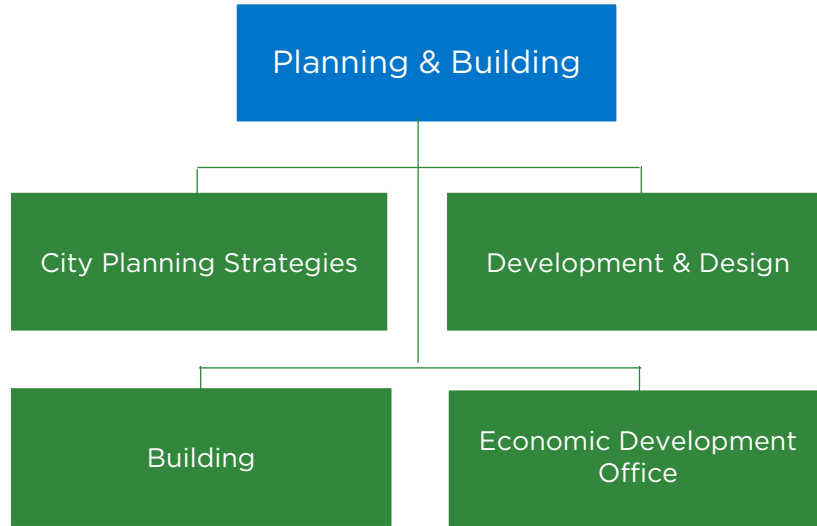 Planning & Building
City Planning Strategies
Development & Design
Building
Economic Development
Office